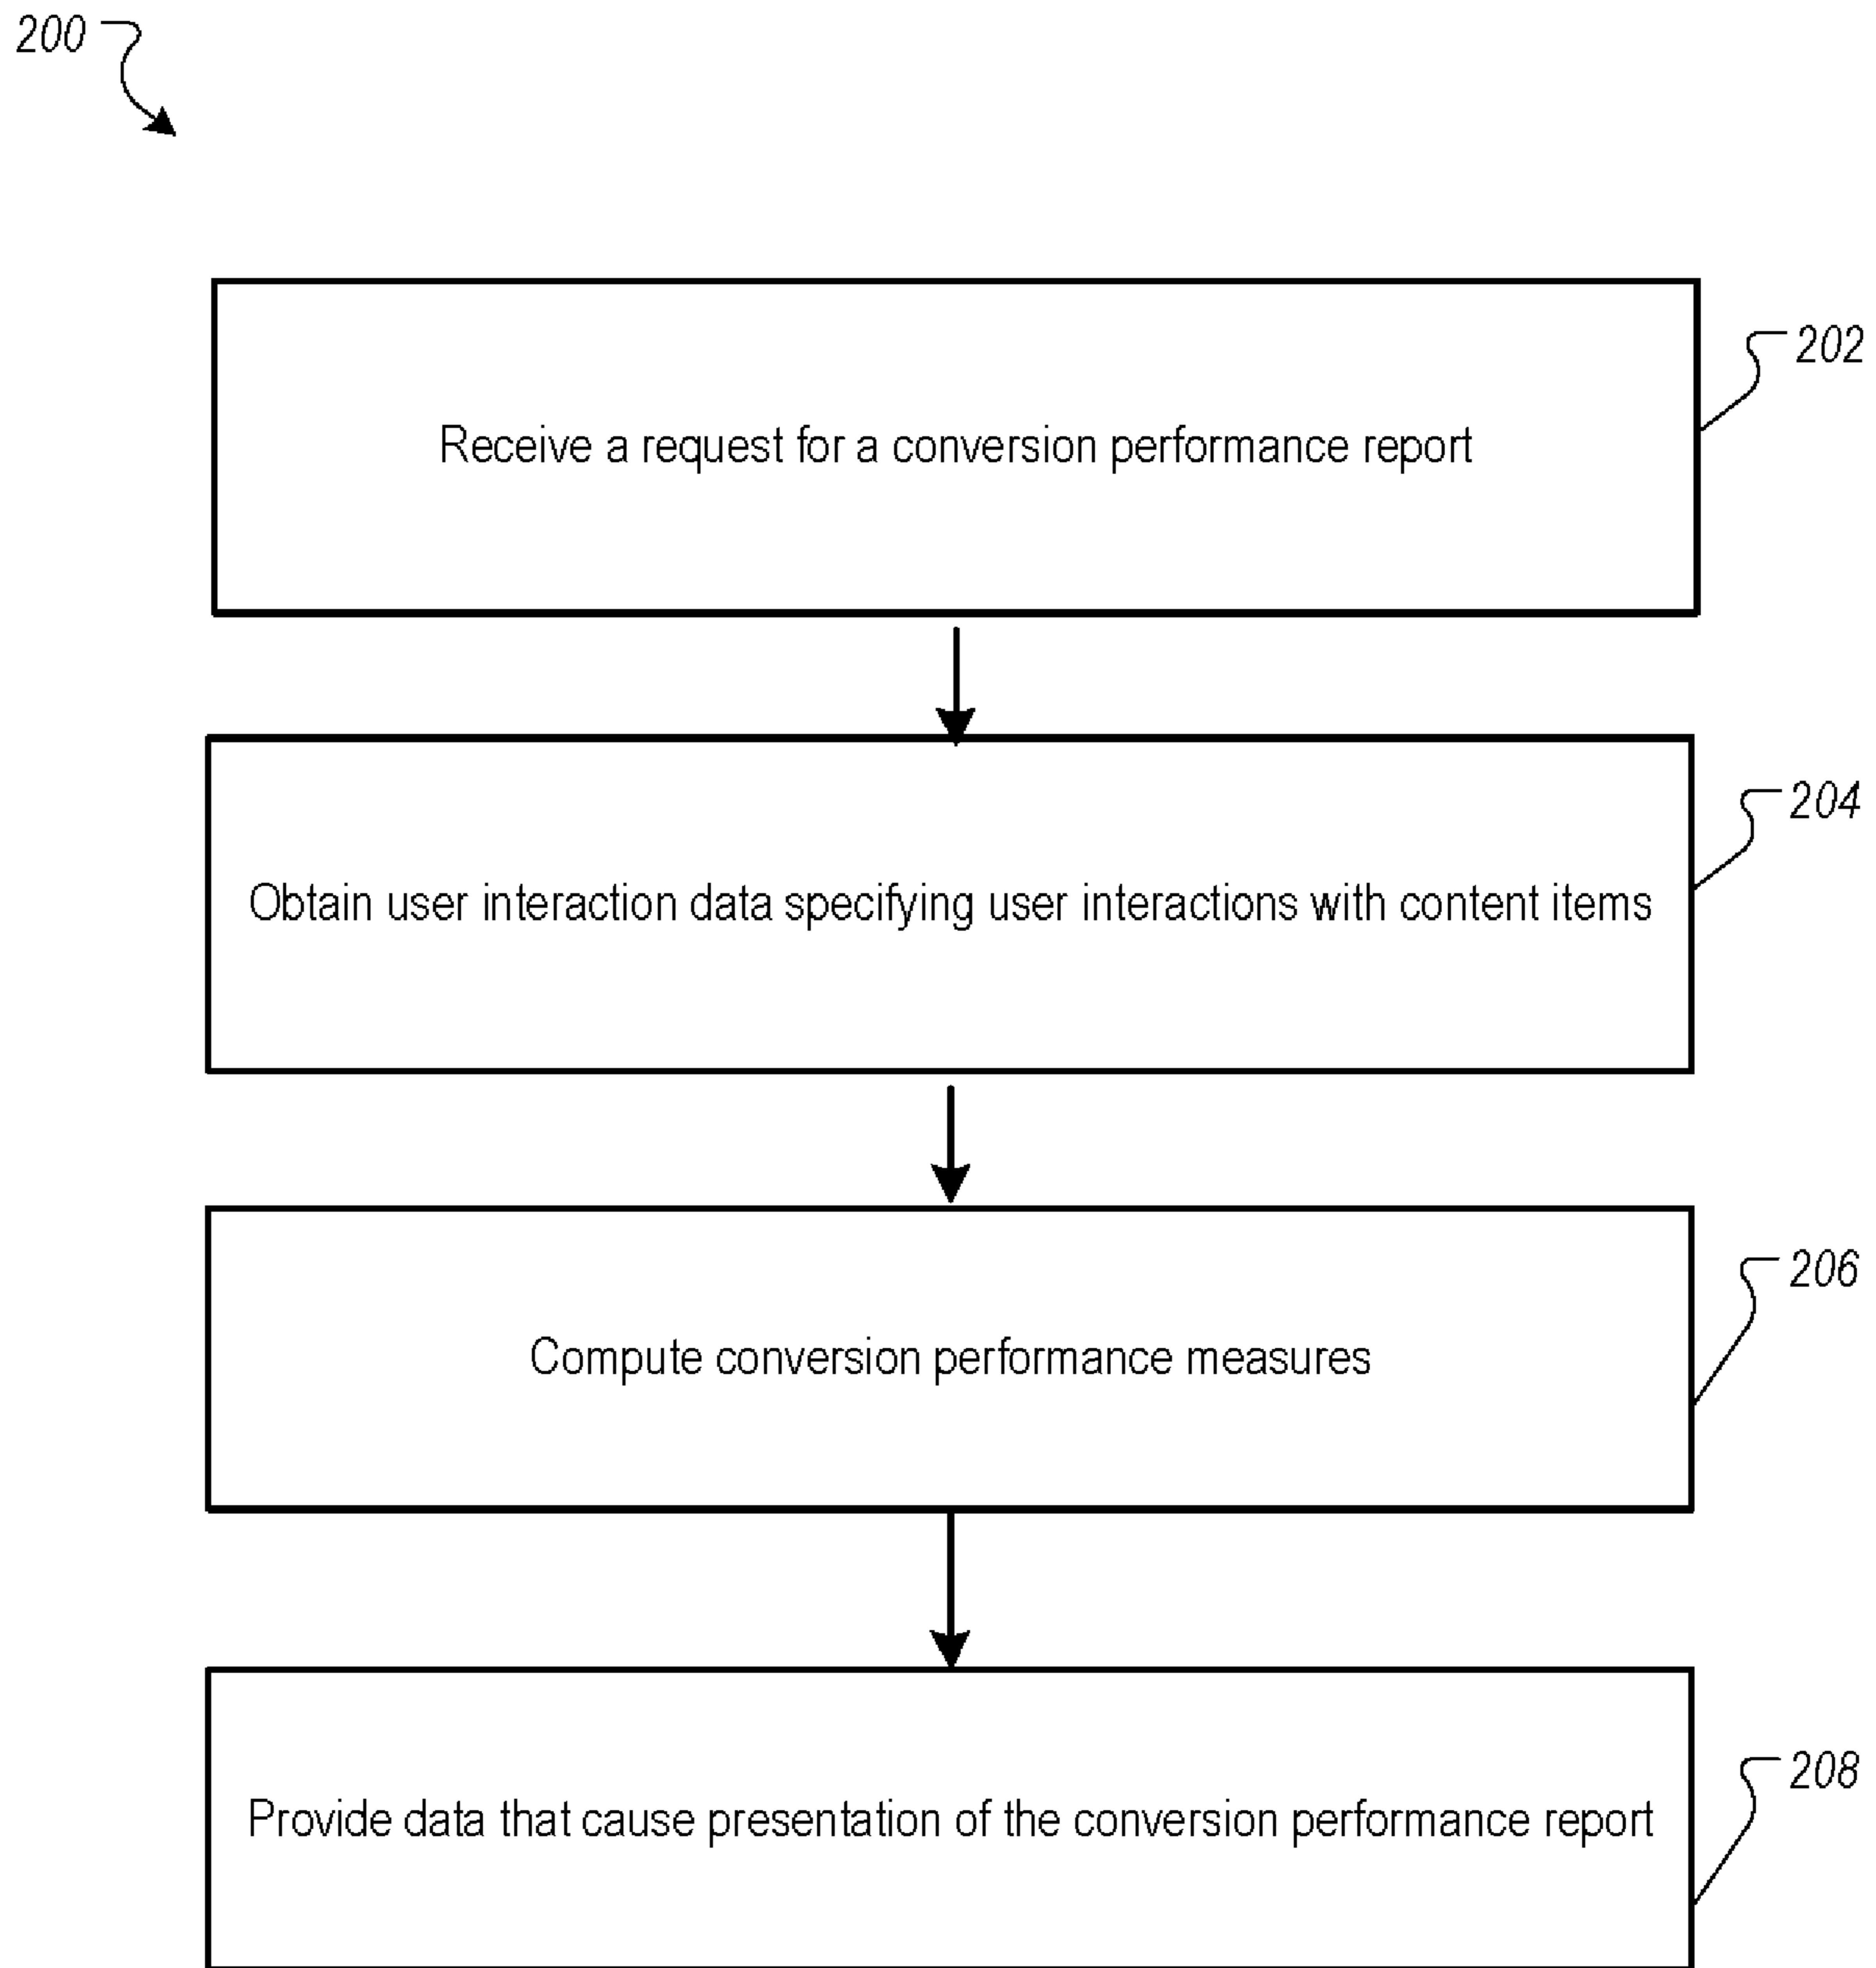 200
Receive a request for a conversion performance report
202
Obtain user interaction data specifying user interactions with content items
204
Compute conversion performance measures
206
Provide data that cause presentation of the conversion performance report
208